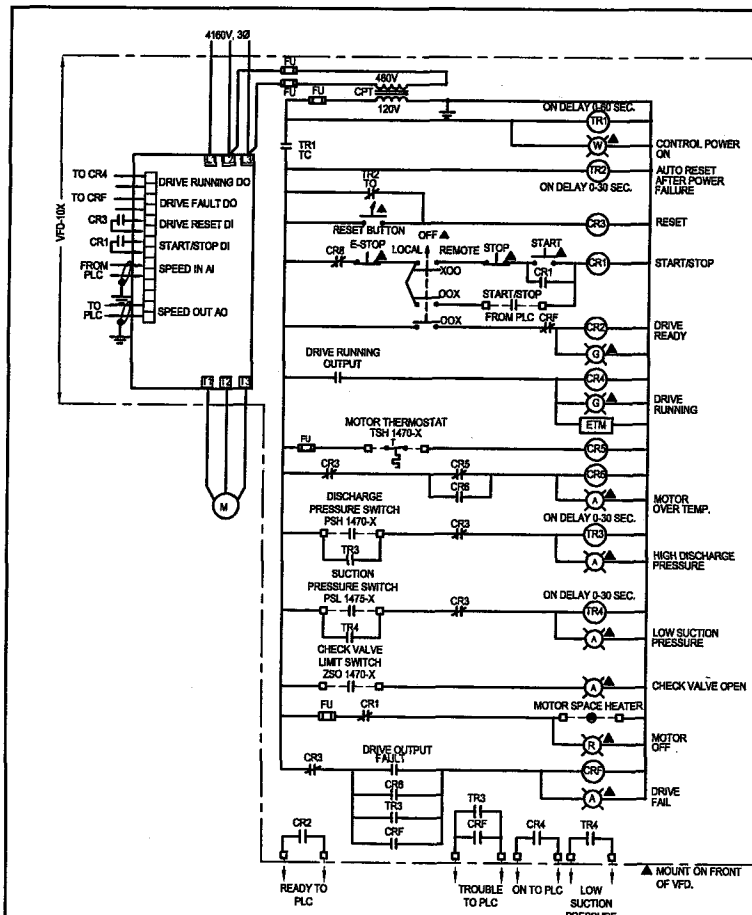 4160V, 3Ø
FU
480V
FU
FU
CPT
120V
ON DELAY 0-60 SEC.
TR1
L1
L2
L3
TR1
TC
W
CONTROL POWER
ON
TR2
AUTO RESET
AFTER POWER
FAILURE
ON DELAY 0-30 SEC.
TO CR4
DRIVE RUNNING DO
TO CRF
DRIVE FAULT DO
CR3
DRIVE RESET DI
CR1
START/STOP DI
FROM
PLC
SPEED IN AI
TO
PLC
SPEED OUT AO
VFD-10X
T1
T2
T3
M
TR2
TO
RESET BUTTON
CR3
RESET
OFF
CR6
E-STOP
LOCAL
REMOTE
STOP
START
XOO
CR1
CR1
START/STOP
OOX
START/STOP
FROM PLC
OOX
CRF
CR2
DRIVE
READY
G
DRIVE RUNNING
OUTPUT
CR4
G
DRIVE
RUNNING
ETM
MOTOR THERMOSTAT
TSH 1470-X
FU
T
CR5
CR3
CR5
CR6
CR6
A
MOTOR
OVER TEMP.
DISCHARGE
PRESSURE SWITCH
PSH 1470-X
CR3
ON DELAY 0-30 SEC.
TR3
TR3
A
HIGH DISCHARGE
PRESSURE
SUCTION
PRESSURE SWITCH
PSL 1475-X
CR3
ON DELAY 0-30 SEC.
TR4
TR4
A
LOW SUCTION
PRESSURE
CHECK VALVE
LIMIT SWITCH
ZSO 1470-X
A
CHECK VALVE OPEN
FU
CR1
MOTOR SPACE HEATER
R
MOTOR
OFF
CR3
DRIVE OUTPUT
FAULT
CRF
CR6
A
DRIVE
FAIL
TR3
CRF
CR2
TR3
CRF
CR4
TR4
MOUNT ON FRONT
OF VFD.
READY TO
PLC
TROUBLE
TO PLC
ON TO PLC
LOW
SUCTION
PRESSURE